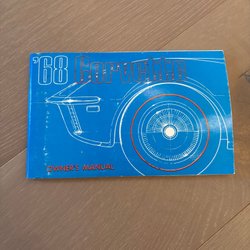 '68 Corvette
OWNER'S MANUAL